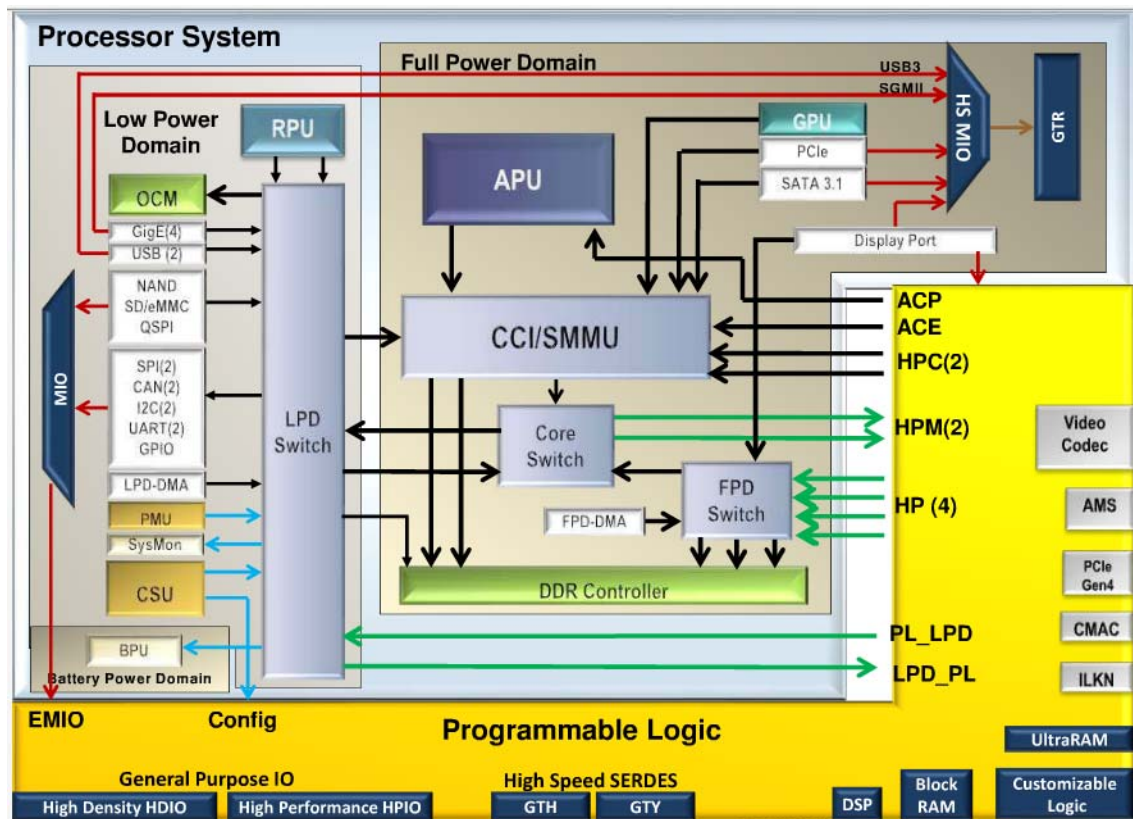 Processor System
Full Power Domain
USB3
SGMII
HS MIO
GTR
Low Power
Domain
RPU
GPU
PCIe
SATA 3.1
APU
OCM
GigE(4)
USB (2)
Display Port
NAND
SD/eMMC
QSPI
MIO
SPI(2)
CAN(2)
I2C(2)
UART(2)
GPIO
LPD-DMA
PMU
SysMon
CSU
BPU
Battery Power Domain
LPD
Switch
CCI/SMMU
Core
Switch
FPD
Switch
FPD-DMA
DDR Controller
ACP
ACE
HPC(2)
HPM(2)
HP (4)
PL_LPD
LPD_PL
Video
Codec
AMS
PCIe
Gen4
CMAC
ILKN
EMIO
Config
Programmable Logic
UltraRAM
General Purpose IO
High Speed SERDES
High Density HDIO
High Performance HPIO
GTH
GTY
DSP
Block
RAM
Customizable
Logic